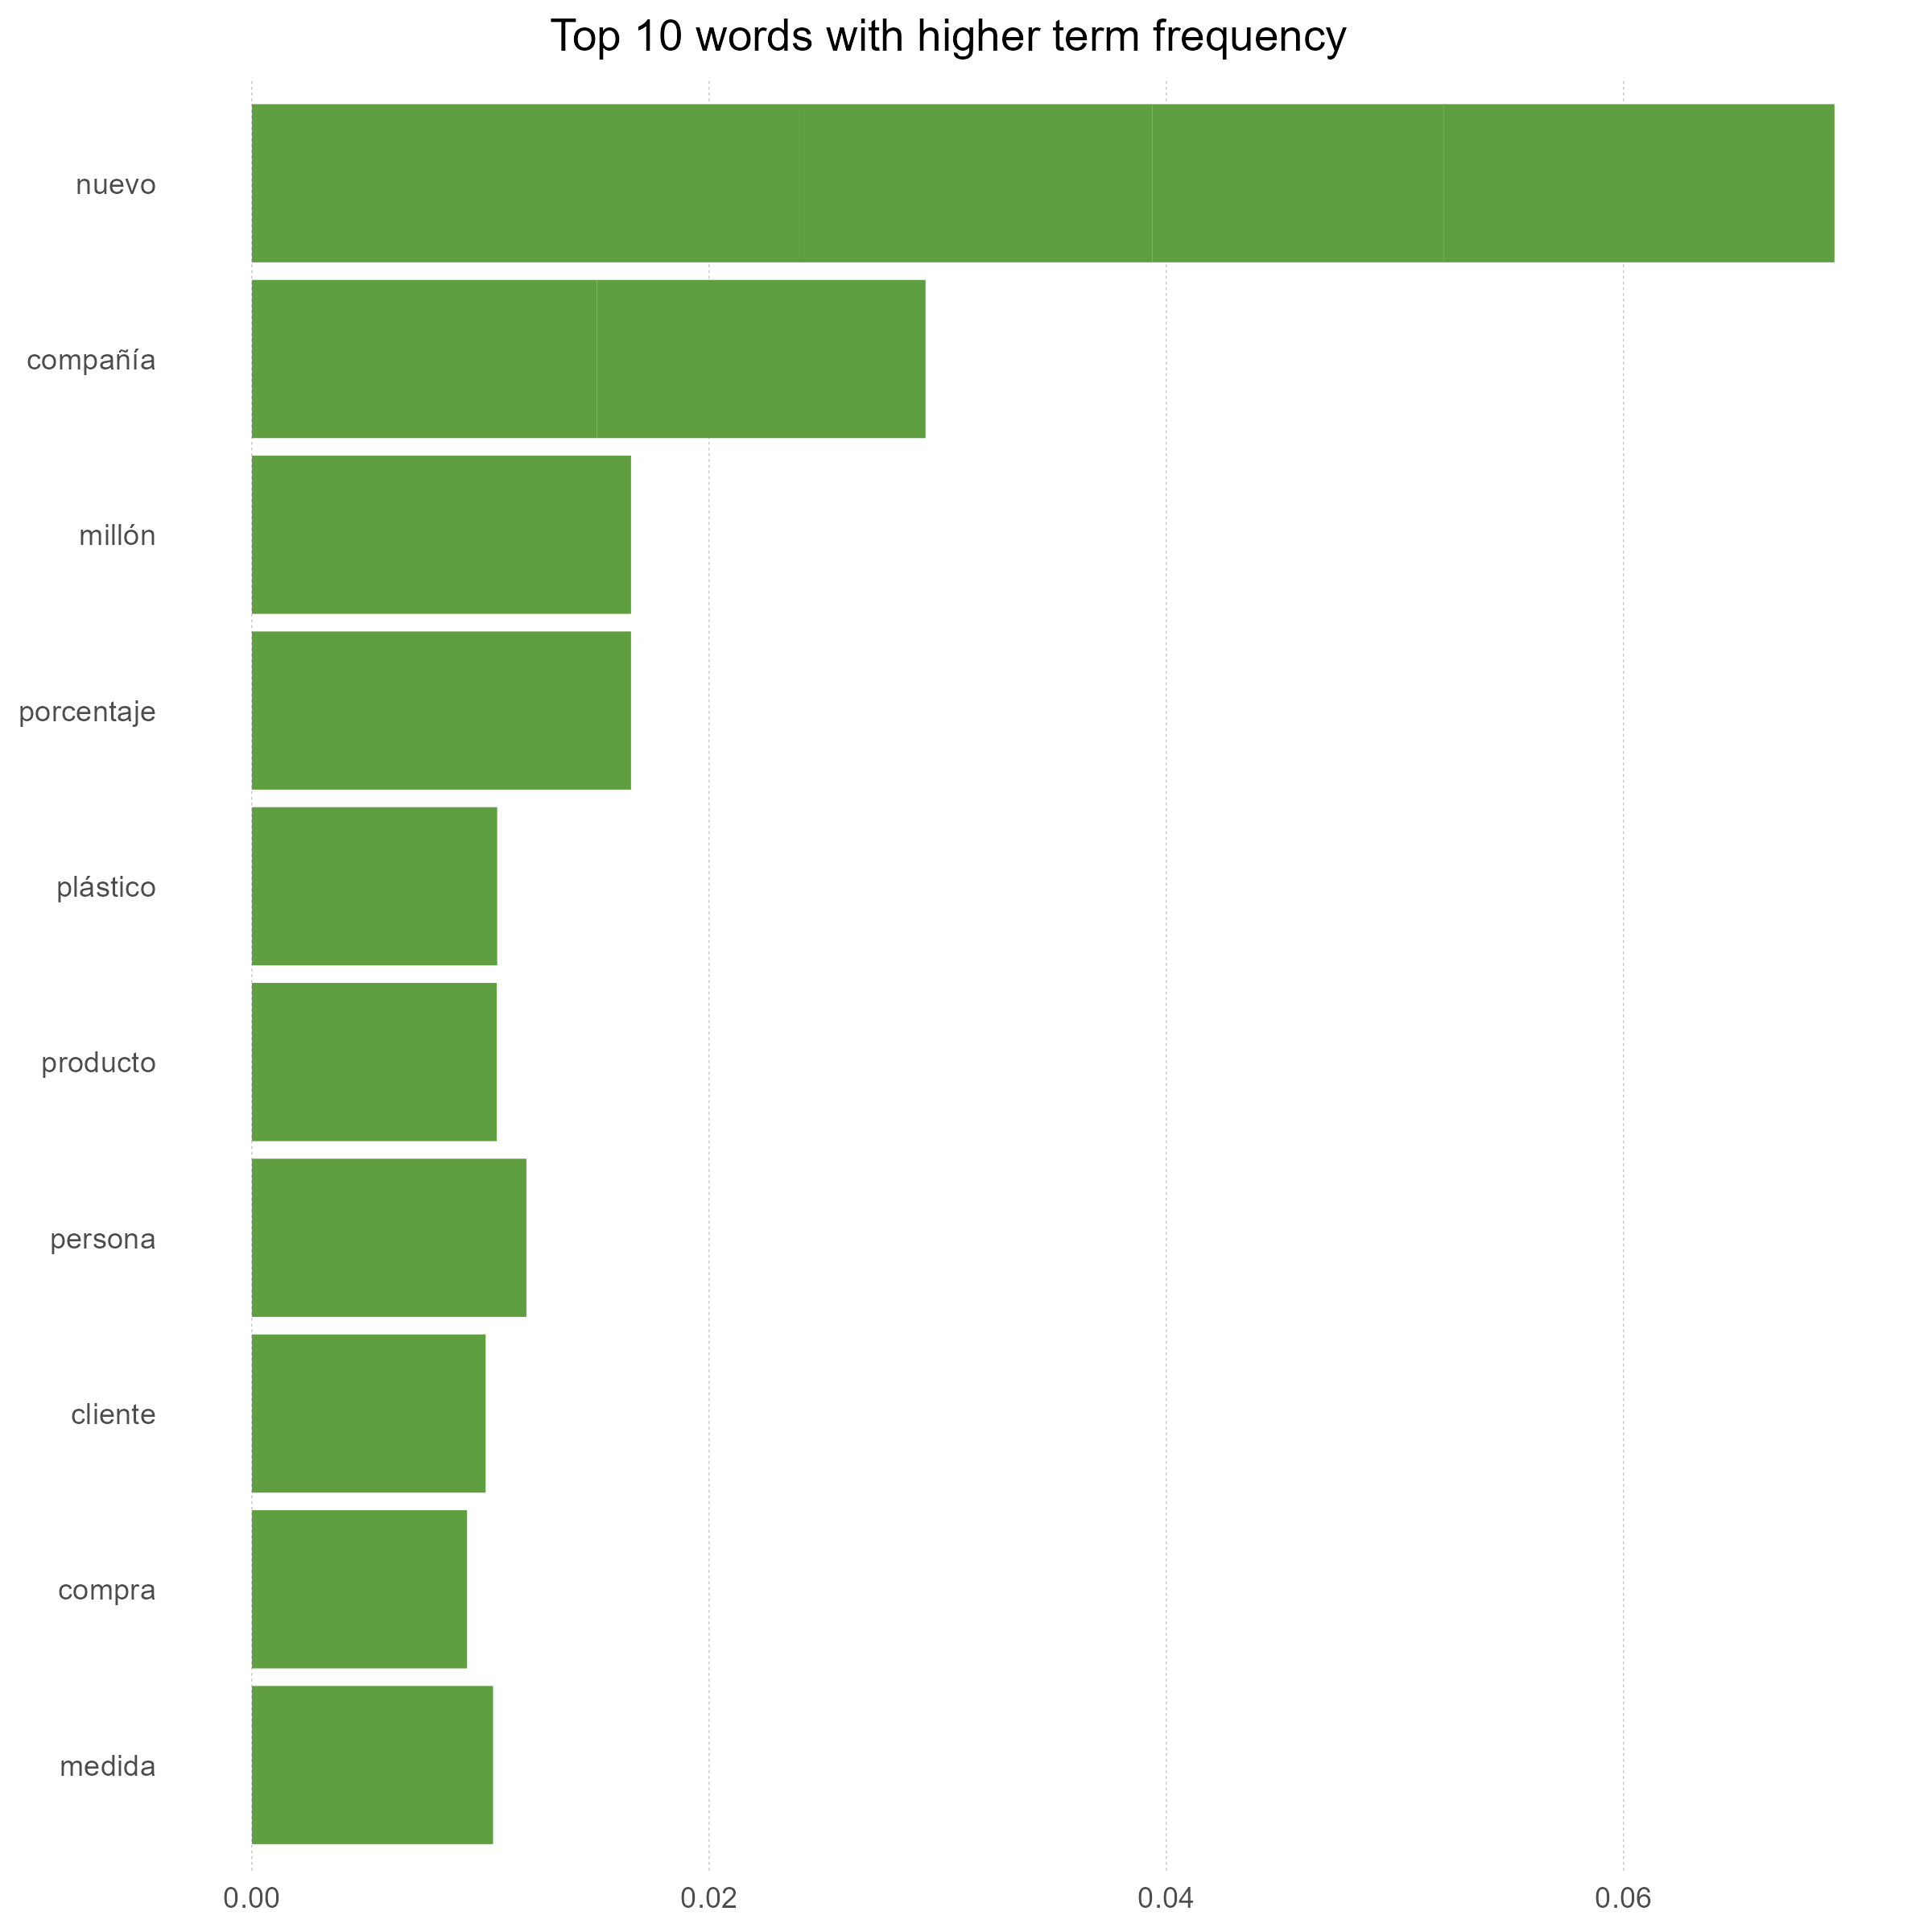 Top 10 words with higher term frequency
nuevo
compañía
millón
porcentaje
plástico
producto
persona
cliente
compra
medida
0.00 0.02 0.04 0.06